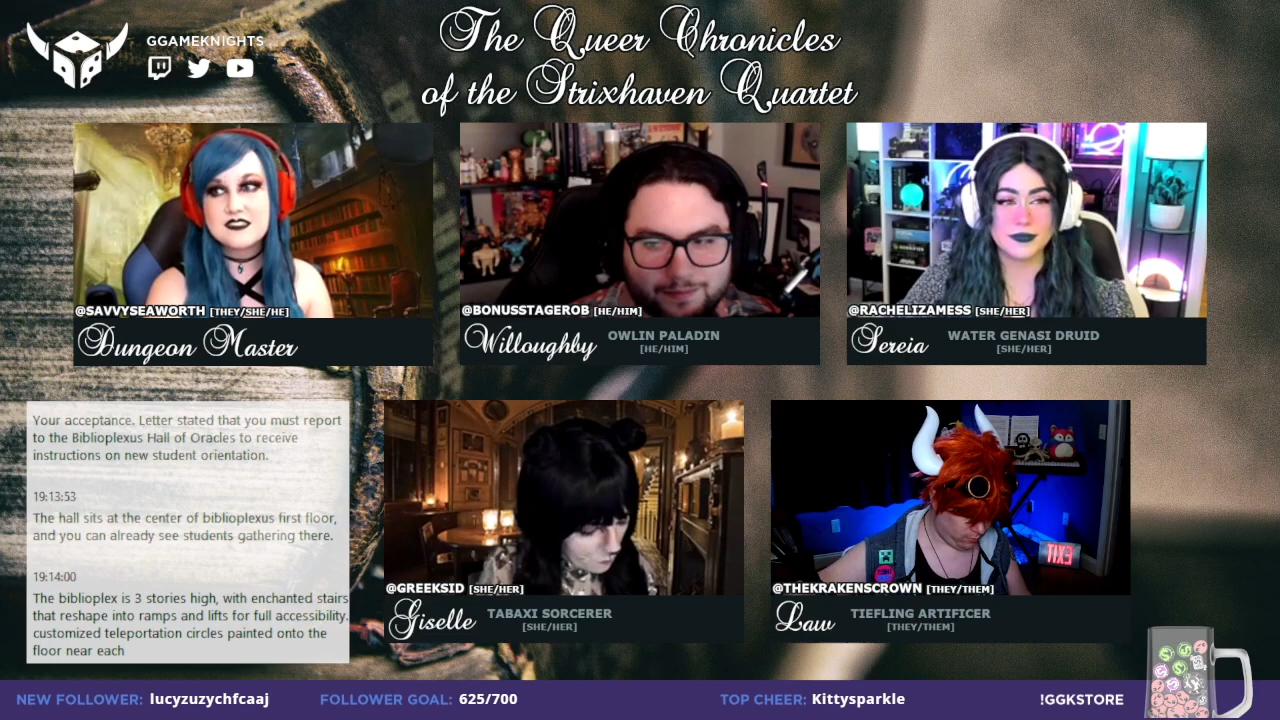 GGAMEKNIGHTS
The Queer Chronicles
of the Strixhaven Quartet
@SAVVYSEAWORTH [THEY/SHE/HE]
Dungeon Master
@BONUSSTAGEROB [HE/HIM]
Willoughby OWLIN PALADIN
[HE/HIM]
@RACHELIZAMESS [SHE/HER]
Sereia WATER GENASI DRUID
[SHE/HER]
Your acceptance. Letter stated that you must report
to the Biblioplexus Hall of Oracles to receive
instructions on new student orientation.
19:13:53
The hall sits at the center of biblioplexus first floor,
and you can already see students gathering there.
19:14:00
The biblioplex is 3 stories high, with enchanted stairs
that reshape into ramps and lifts for full accessibility.
customized teleportation circles painted onto the
floor near each
@GREEKSID [SHE/HER]
Giselle TABAXI SORCERER
[SHE/HER]
@THEKRAKENSCROWN [THEY/THEM]
Law TIEFLING ARTIFICER
[THEY/THEM]
NEW FOLLOWER: lucyzuzychfcaaj
FOLLOWER GOAL: 625/700
TOP CHEER: Kittysparkle
!GGKSTORE